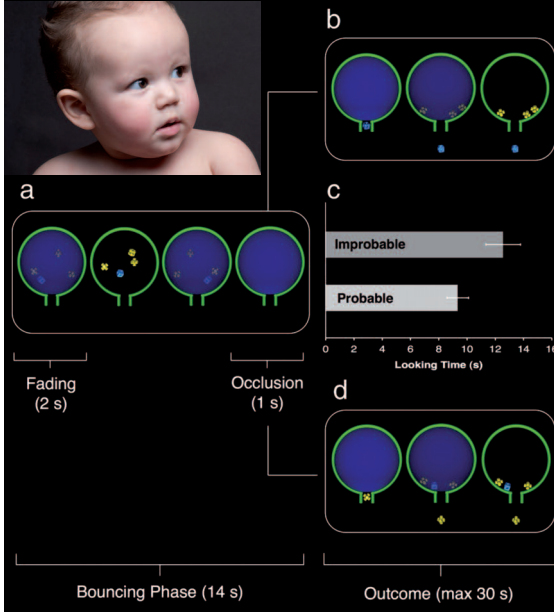 b
a
c
Improbable
Probable
0 2 4 6 8 10 12 14 16
Looking Time (s)
Fading
(2 s)
Occlusion
(1 s)
d
Bouncing Phase (14 s)
Outcome (max 30 s)